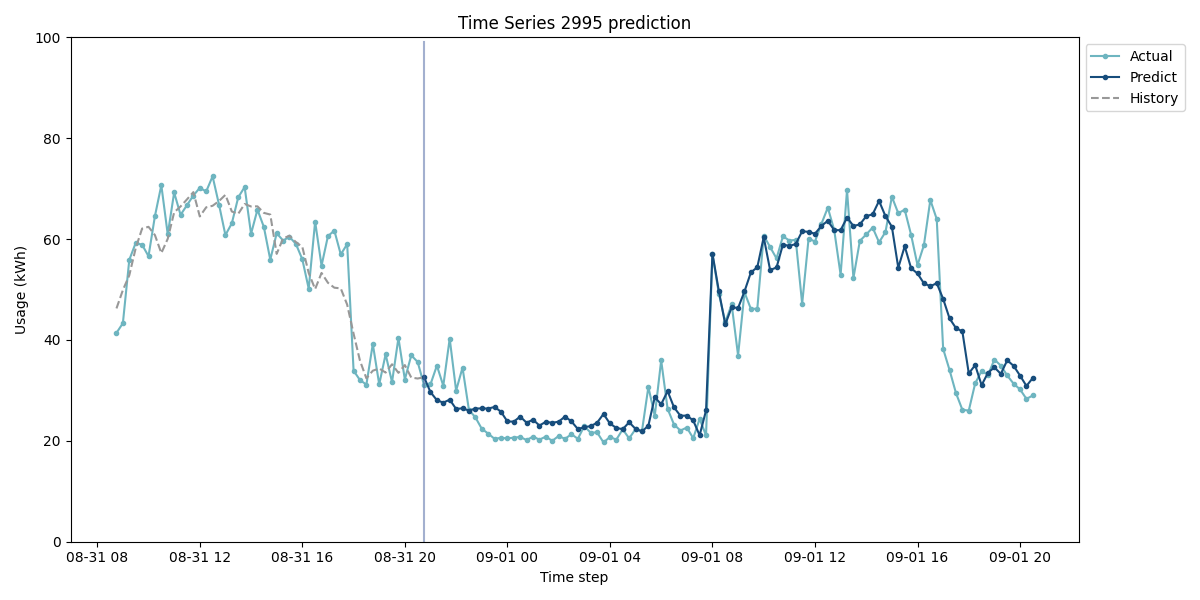 Time Series 2995 prediction
Usage (kWh)
100
80
60
40
20
0
08-31 08
08-31 12
08-31 16
08-31 20
09-01 00
09-01 04
09-01 08
09-01 12
09-01 16
09-01 20
Time step
Actual
Predict
History